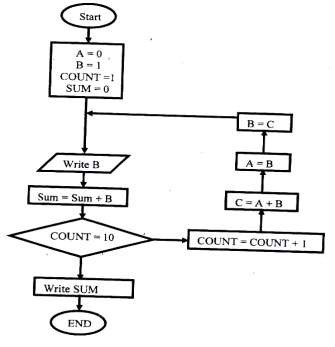 Start
A = 0
B = 1
COUNT =1
SUM = 0
B = C
Write B
A = B
Sum = Sum + B
C = A + B
COUNT = 10
COUNT = COUNT + 1
Write SUM
END